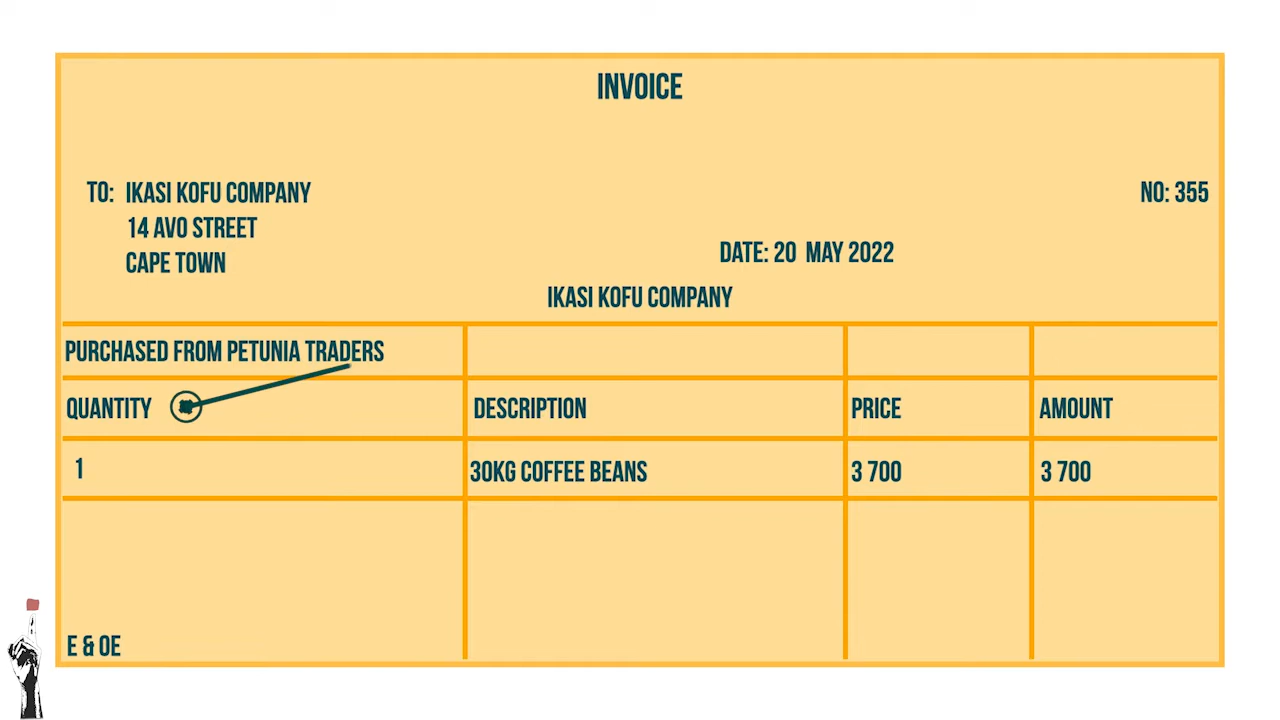 INVOICE
TO: IKASI KOFU COMPANY
NO: 355
14 AVO STREET
CAPE TOWN
DATE: 20 MAY 2022
IKASI KOFU COMPANY
PURCHASED FROM PETUNIA TRADERS
QUANTITY DESCRIPTION PRICE AMOUNT
1 30KG COFFEE BEANS 3 700 3 700
E & OE